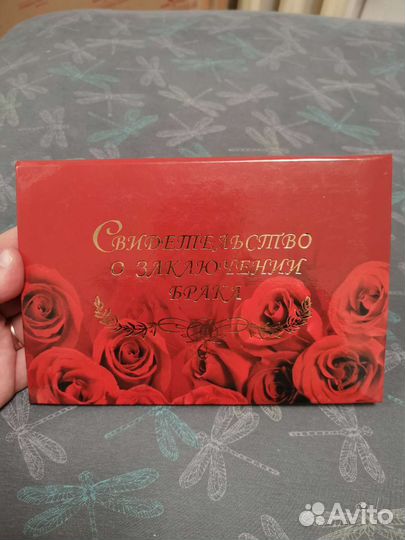 Свидетельство
о заключении
брака
Avito